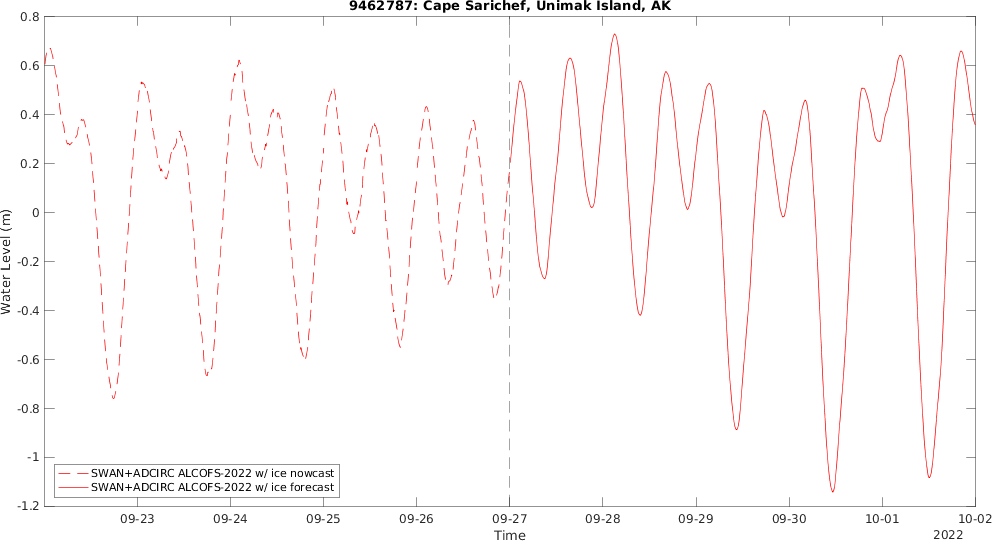 9462787: Cape Sarichef, Unimak Island, AK
Water Level (m)
0.8
0.6
0.4
0.2
0
-0.2
-0.4
-0.6
-0.8
-1
-1.2
SWAN+ADCIRC ALCOFS-2022 w/ ice nowcast
SWAN+ADCIRC ALCOFS-2022 w/ ice forecast
09-23 09-24 09-25 09-26 09-27 09-28 09-29 09-30 10-01 10-02
Time
2022